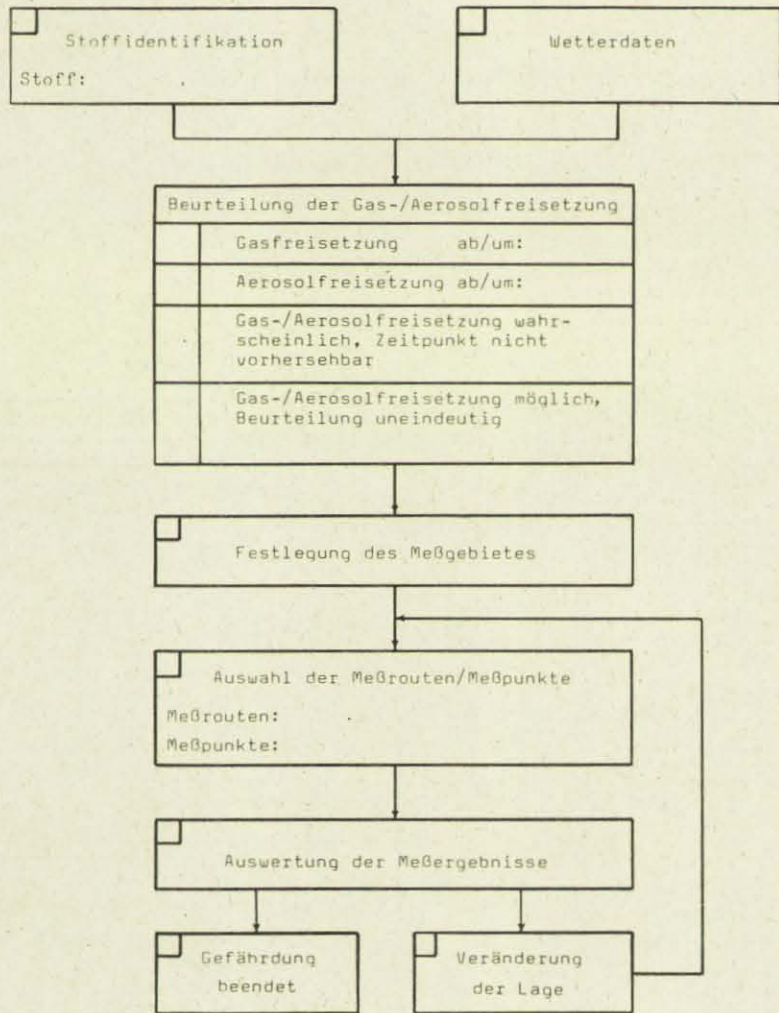 Stoffidentifikation
Stoff:
Wetterdaten
Beurteilung der Gas-/Aerosolfreisetzung
Gasfreisetzung ab/um:
Aerosolfreisetzung ab/um:
Gas-/Aerosolfreisetzung wahr-
scheinlich, Zeitpunkt nicht
vorhersehbar
Gas-/Aerosolfreisetzung möglich,
Beurteilung uneindeutig
Festlegung des Meßgebietes
Auswahl der Meßrouten/Meßpunkte
Meßrouten:
Meßpunkte:
Auswertung der Meßergebnisse
Gefährdung
beendet
Veränderung
der Lage